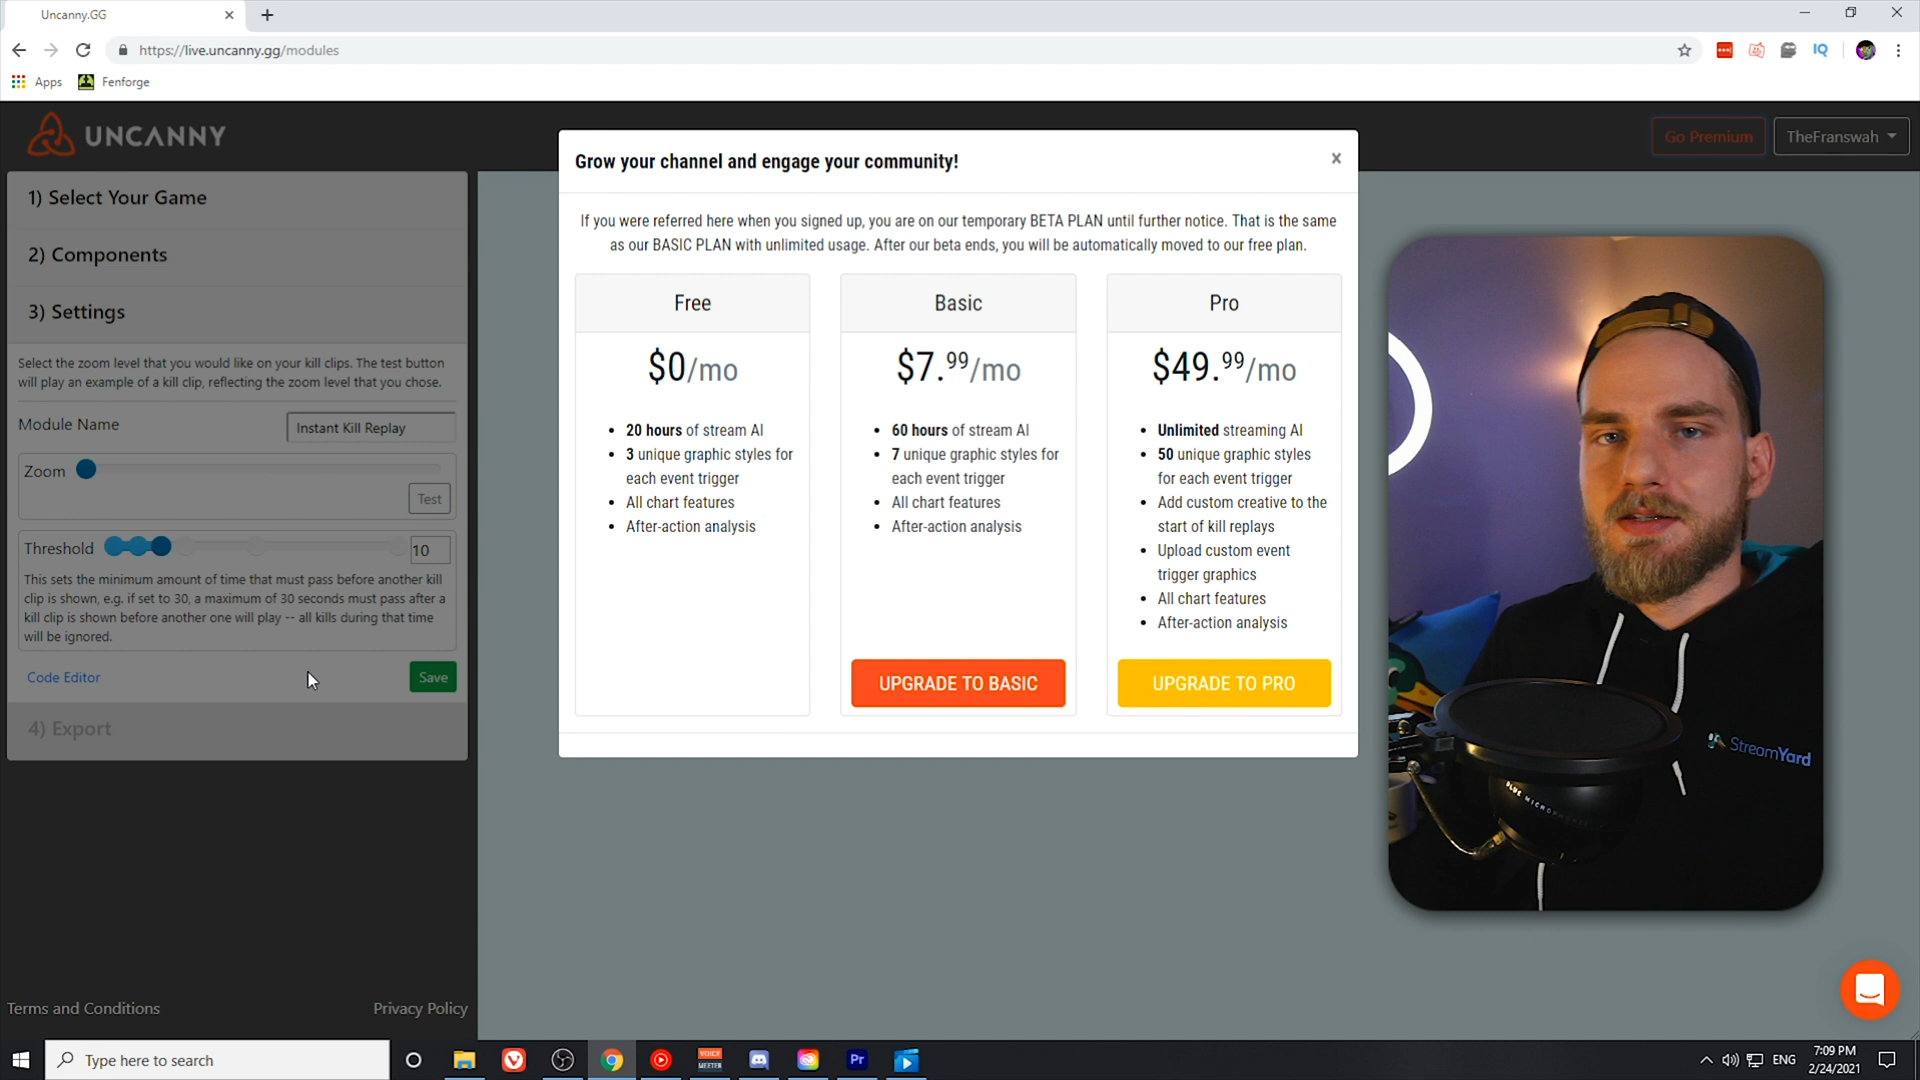 Uncanny.GG
https://live.uncanny.gg/modules
IQ
Apps
Fenforge
UNCANNY
Go Premium
TheFranswah
1) Select Your Game
2) Components
3) Settings
Select the zoom level that you would like on your kill clips. The test button
will play an example of a kill clip, reflecting the zoom level that you chose.
Module Name
Instant Kill Replay
Zoom
Test
Threshold
10
This sets the minimum amount of time that must pass before another kill
clip is shown, e.g. if set to 30, a maximum of 30 seconds must pass after a
kill clip is shown before another one will play -- all kills during that time
will be ignored.
Code Editor
Save
4) Export
Terms and Conditions
Privacy Policy
Grow your channel and engage your community!
×
If you were referred here when you signed up, you are on our temporary BETA PLAN until further notice. That is the same
as our BASIC PLAN with unlimited usage. After our beta ends, you will be automatically moved to our free plan.
Free
$0/mo
• 20 hours of stream AI
• 3 unique graphic styles for
each event trigger
• All chart features
• After-action analysis
Basic
$7.99/mo
• 60 hours of stream AI
• 7 unique graphic styles for
each event trigger
• All chart features
• After-action analysis
UPGRADE TO BASIC
Pro
$49.99/mo
• Unlimited streaming AI
• 50 unique graphic styles
for each event trigger
• Add custom creative to the
start of kill replays
• Upload custom event
trigger graphics
• All chart features
• After-action analysis
UPGRADE TO PRO
StreamYard
Type here to search
VOICE
MEETER
Pr
ENG
7:09 PM
2/24/2021